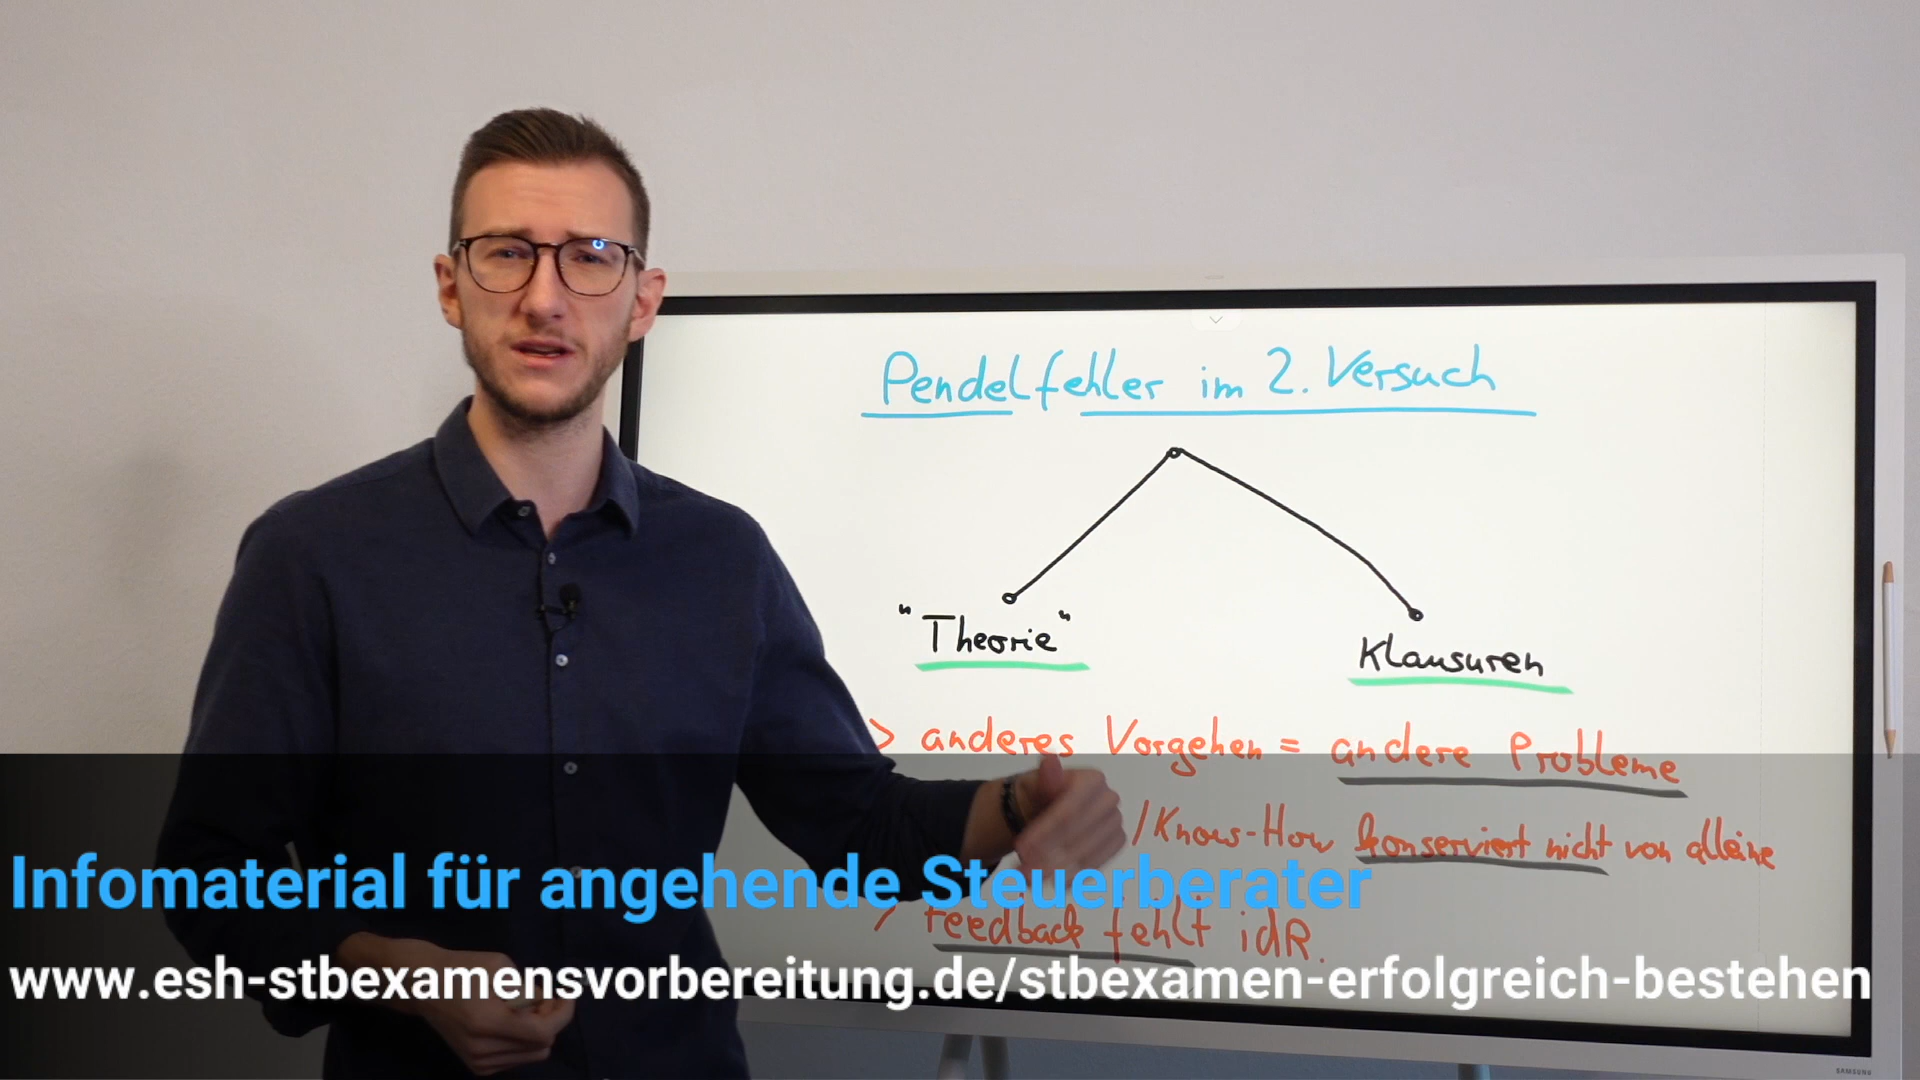 Pendelfehler im 2. Versuch
"Theorie"
Klausuren
> anderes Vorgehen = andere Probleme
/Know-How konserviert nicht von alleine
> Feedback fehlt idR.
Infomaterial für angehende Steuerberater
www.esh-stbexamensvorbereitung.de/stbexamen-erfolgreich-bestehen
SAMSUNG